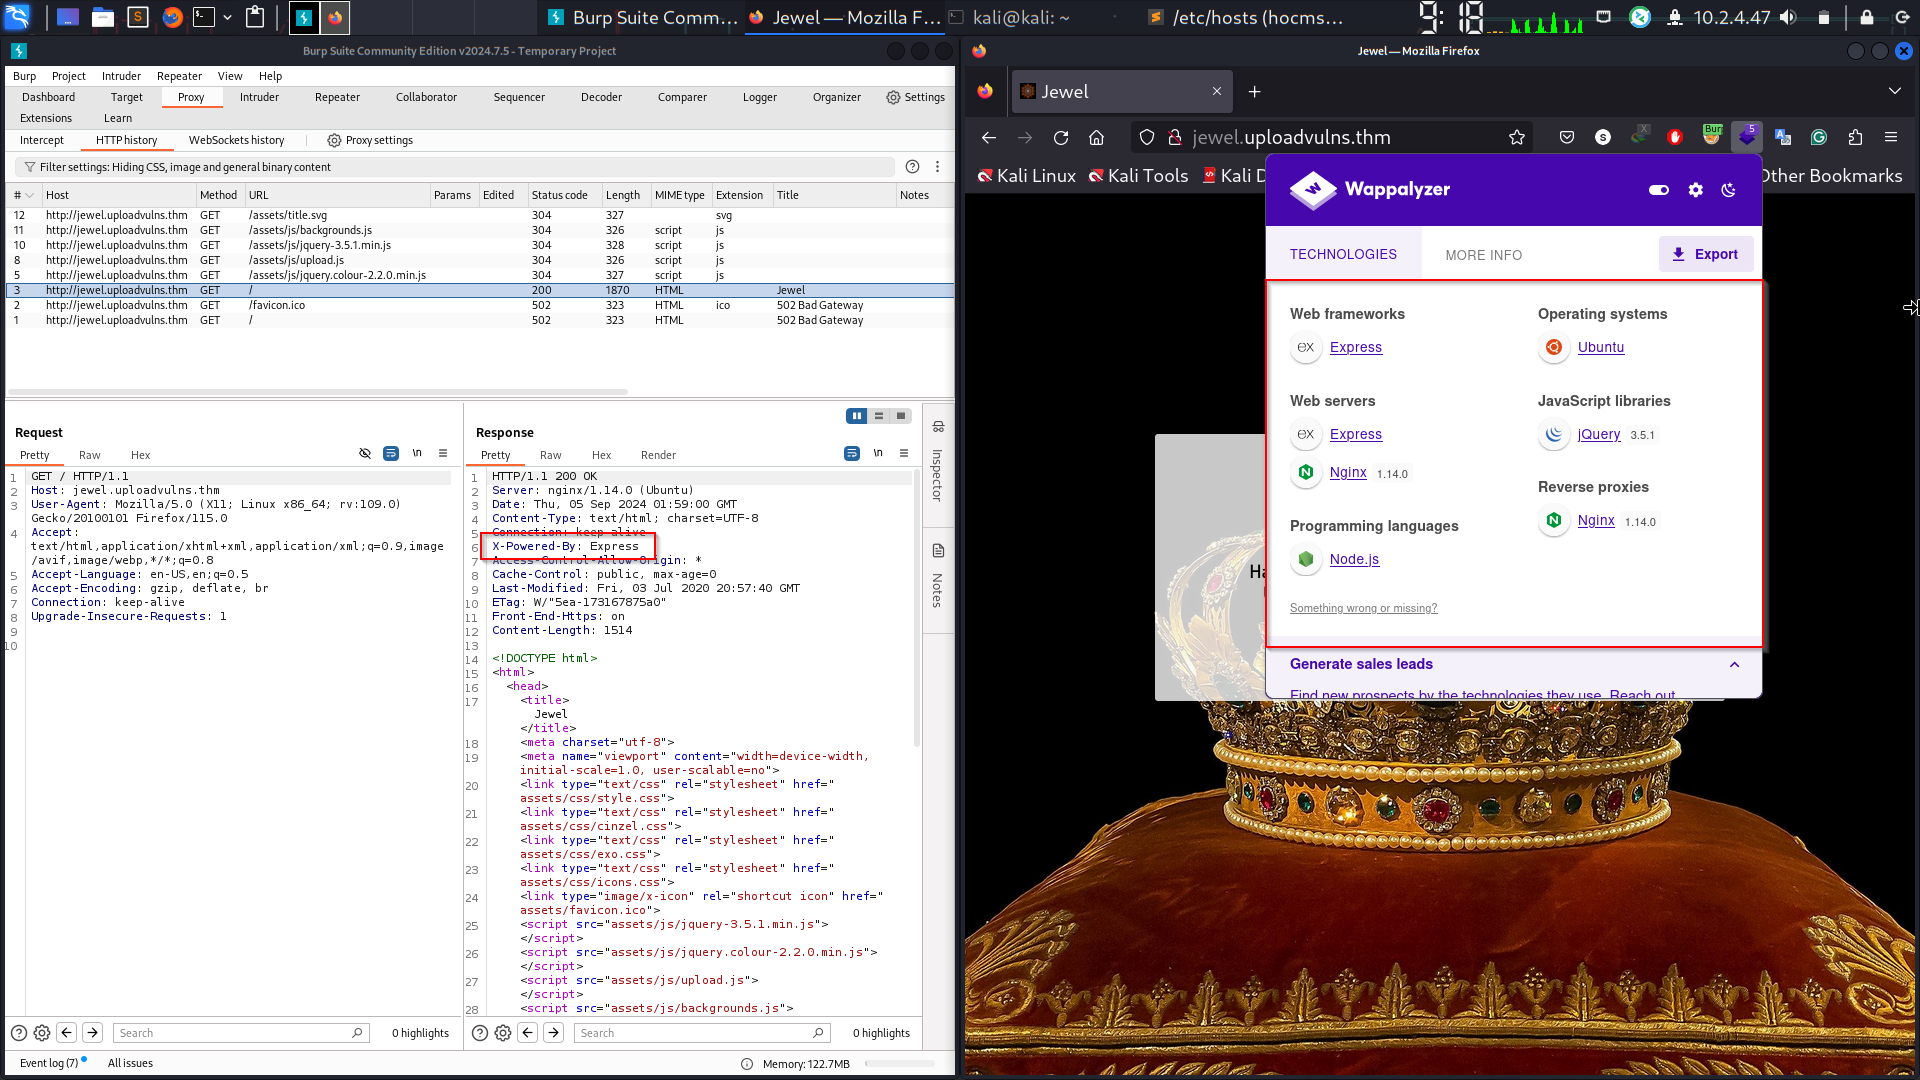 Burp Suite Comm...
Jewel — Mozilla F...
kali@kali: ~
/etc/hosts (hocms...
9:18
10.2.4.47
Burp Suite Community Edition v2024.7.5 - Temporary Project
Burp Project Intruder Repeater View Help
Dashboard Target Proxy Intruder Repeater Collaborator Sequencer Decoder Comparer Logger Organizer Settings
Extensions Learn
Intercept HTTP history WebSockets history Proxy settings
Filter settings: Hiding CSS, image and general binary content
# Host Method URL Params Edited Status code Length MIME type Extension Title Notes
12 http://jewel.uploadvulns.thm GET /assets/title.svg 304 327 svg
11 http://jewel.uploadvulns.thm GET /assets/js/backgrounds.js 304 326 script js
10 http://jewel.uploadvulns.thm GET /assets/js/jquery-3.5.1.min.js 304 328 script js
8 http://jewel.uploadvulns.thm GET /assets/js/upload.js 304 326 script js
5 http://jewel.uploadvulns.thm GET /assets/js/jquery.colour-2.2.0.min.js 304 327 script js
3 http://jewel.uploadvulns.thm GET / 200 1870 HTML Jewel
2 http://jewel.uploadvulns.thm GET /favicon.ico 502 323 HTML ico 502 Bad Gateway
1 http://jewel.uploadvulns.thm GET / 502 323 HTML 502 Bad Gateway
Request
Pretty Raw Hex \n
1 GET / HTTP/1.1
2 Host: jewel.uploadvulns.thm
3 User-Agent: Mozilla/5.0 (X11; Linux x86_64; rv:109.0)
Gecko/20100101 Firefox/115.0
4 Accept:
text/html,application/xhtml+xml,application/xml;q=0.9,image
/avif,image/webp,*/*;q=0.8
5 Accept-Language: en-US,en;q=0.5
6 Accept-Encoding: gzip, deflate, br
7 Connection: keep-alive
8 Upgrade-Insecure-Requests: 1
9
10
Search
0 highlights
Response
Pretty Raw Hex Render \n
1 HTTP/1.1 200 OK
2 Server: nginx/1.14.0 (Ubuntu)
3 Date: Thu, 05 Sep 2024 01:59:00 GMT
4 Content-Type: text/html; charset=UTF-8
5 Connection: keep-alive
6 X-Powered-By: Express
7 Access-Control-Allow-Origin: *
8 Cache-Control: public, max-age=0
9 Last-Modified: Fri, 03 Jul 2020 20:57:40 GMT
10 ETag: W/"5ea-173167875a0"
11 Front-End-Https: on
12 Content-Length: 1514
13
14 <!DOCTYPE html>
15 <html>
16 <head>
17 <title>
Jewel
</title>
18 <meta charset="utf-8">
19 <meta name="viewport" content="width=device-width,
initial-scale=1.0, user-scalable=no">
20 <link type="text/css" rel="stylesheet" href="
assets/css/style.css">
21 <link type="text/css" rel="stylesheet" href="
assets/css/cinzel.css">
22 <link type="text/css" rel="stylesheet" href="
assets/css/exo.css">
23 <link type="text/css" rel="stylesheet" href="
assets/css/icons.css">
24 <link type="image/x-icon" rel="shortcut icon" href="
assets/favicon.ico">
25 <script src="assets/js/jquery-3.5.1.min.js">
</script>
26 <script src="assets/js/jquery.colour-2.2.0.min.js">
</script>
27 <script src="assets/js/upload.js">
</script>
28 <script src="assets/js/backgrounds.js">
Search
0 highlights
Inspector
Notes
Event log (7) All issues
Memory: 122.7MB
Jewel — Mozilla Firefox
Jewel
jewel.uploadvulns.thm
5
Kali Linux Kali Tools Kali D
Other Bookmarks
Wappalyzer
TECHNOLOGIES MORE INFO Export
Web frameworks
Express
Web servers
Express
Nginx 1.14.0
Programming languages
Node.js
Operating systems
Ubuntu
JavaScript libraries
jQuery 3.5.1
Reverse proxies
Nginx 1.14.0
Something wrong or missing?
Generate sales leads
Find new prospects by the technologies they use. Reach out
Ha